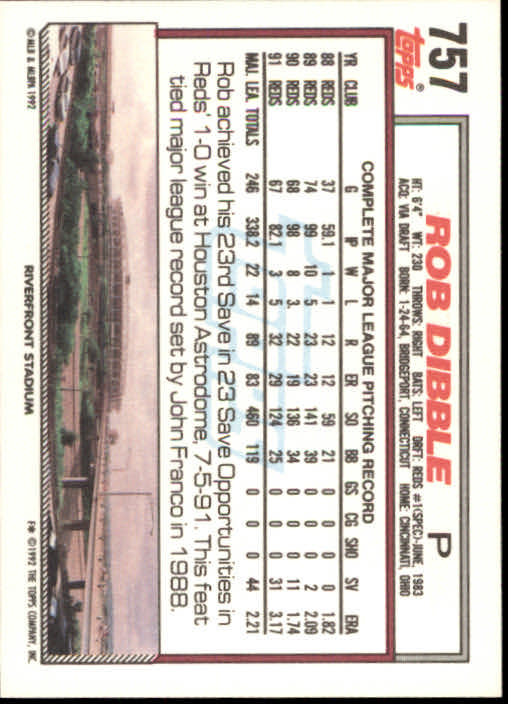 757
Topps®
ROB DIBBLE P
HT: 6'4" WT: 230 THROWS: RIGHT BATS: LEFT DRFT: REDS #1(SPEC)-JUNE, 1983
ACQ: VIA DRAFT BORN: 1-24-64, BRIDGEPORT, CONNECTICUT HOME: CINCINNATI, OHIO
COMPLETE MAJOR LEAGUE PITCHING RECORD
YR CLUB G IP W L R ER SO BB GS CG SHO SV ERA
88 REDS 37 59.1 1 1 12 12 59 21 0 0 0 0 1.82
89 REDS 74 99 10 5 23 23 141 39 0 0 0 2 2.09
90 REDS 68 98 8 3 22 19 136 34 0 0 0 11 1.74
91 REDS 67 82.1 3 5 32 29 124 25 0 0 0 31 3.17
MAJ. LEA. TOTALS 246 338.2 22 14 89 83 460 119 0 0 0 44 2.21
Rob achieved his 23rd Save in 23 Save Opportunities in
Reds' 1-0 win at Houston Astrodome, 7-5-91. This feat
tied major league record set by John Franco in 1988.
©MLB & MLBPA 1992
RIVERFRONT STADIUM
F* ©1992 THE TOPPS COMPANY, INC.